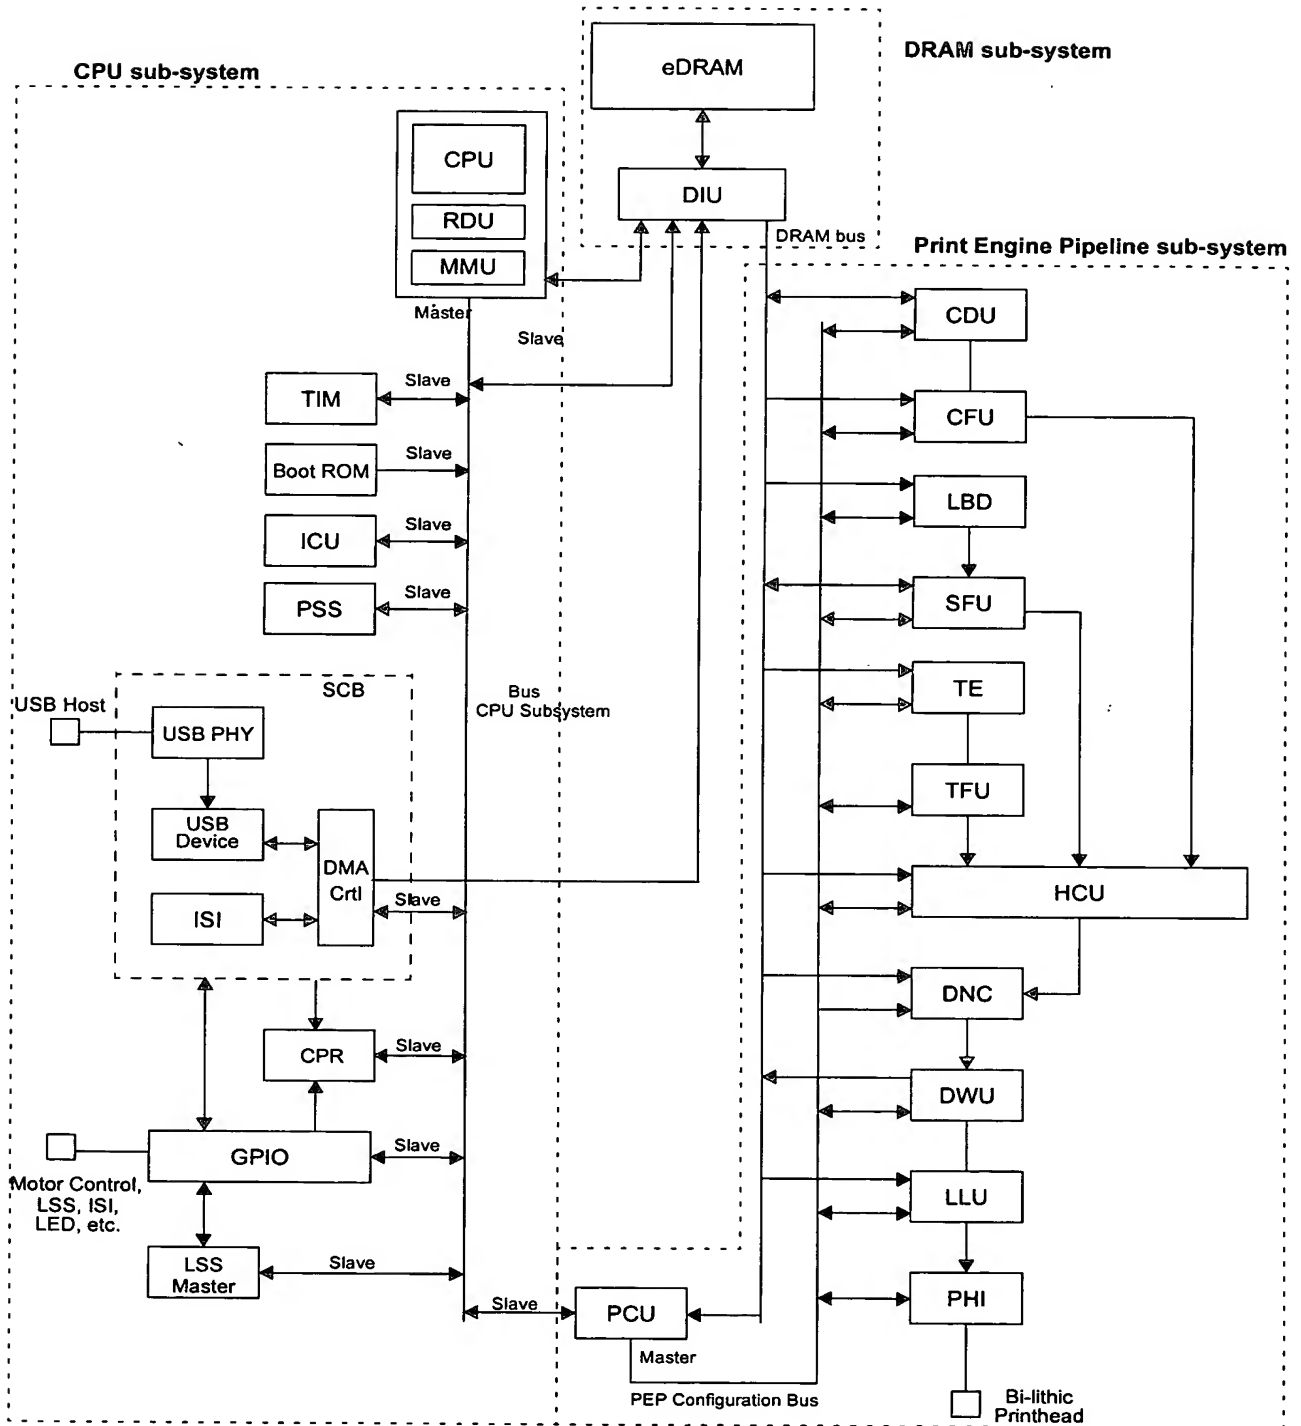 DRAM sub-system
CPU sub-system
eDRAM
CPU
RDU
MMU
DIU
DRAM bus
Print Engine Pipeline sub-system
Master
Slave
CDU
TIM
Slave
CFU
Boot ROM
Slave
LBD
ICU
Slave
PSS
Slave
SFU
SCB
TE
USB Host
USB PHY
Bus
CPU Subsystem
TFU
USB
Device
DMA
Crtl
Slave
HCU
ISI
DNC
CPR
Slave
DWU
GPIO
Slave
Motor Control,
LSS, ISI,
LED, etc.
LLU
LSS
Master
Slave
Slave
PCU
PHI
Master
PEP Configuration Bus
Bi-lithic
Printhead